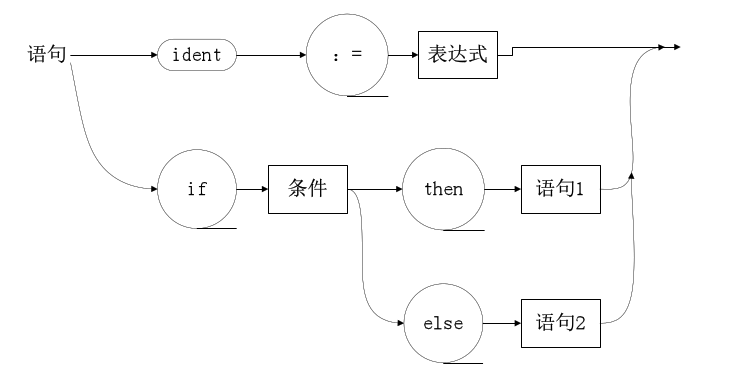 语句 ident := 表达式
if 条件 then 语句1
else 语句2